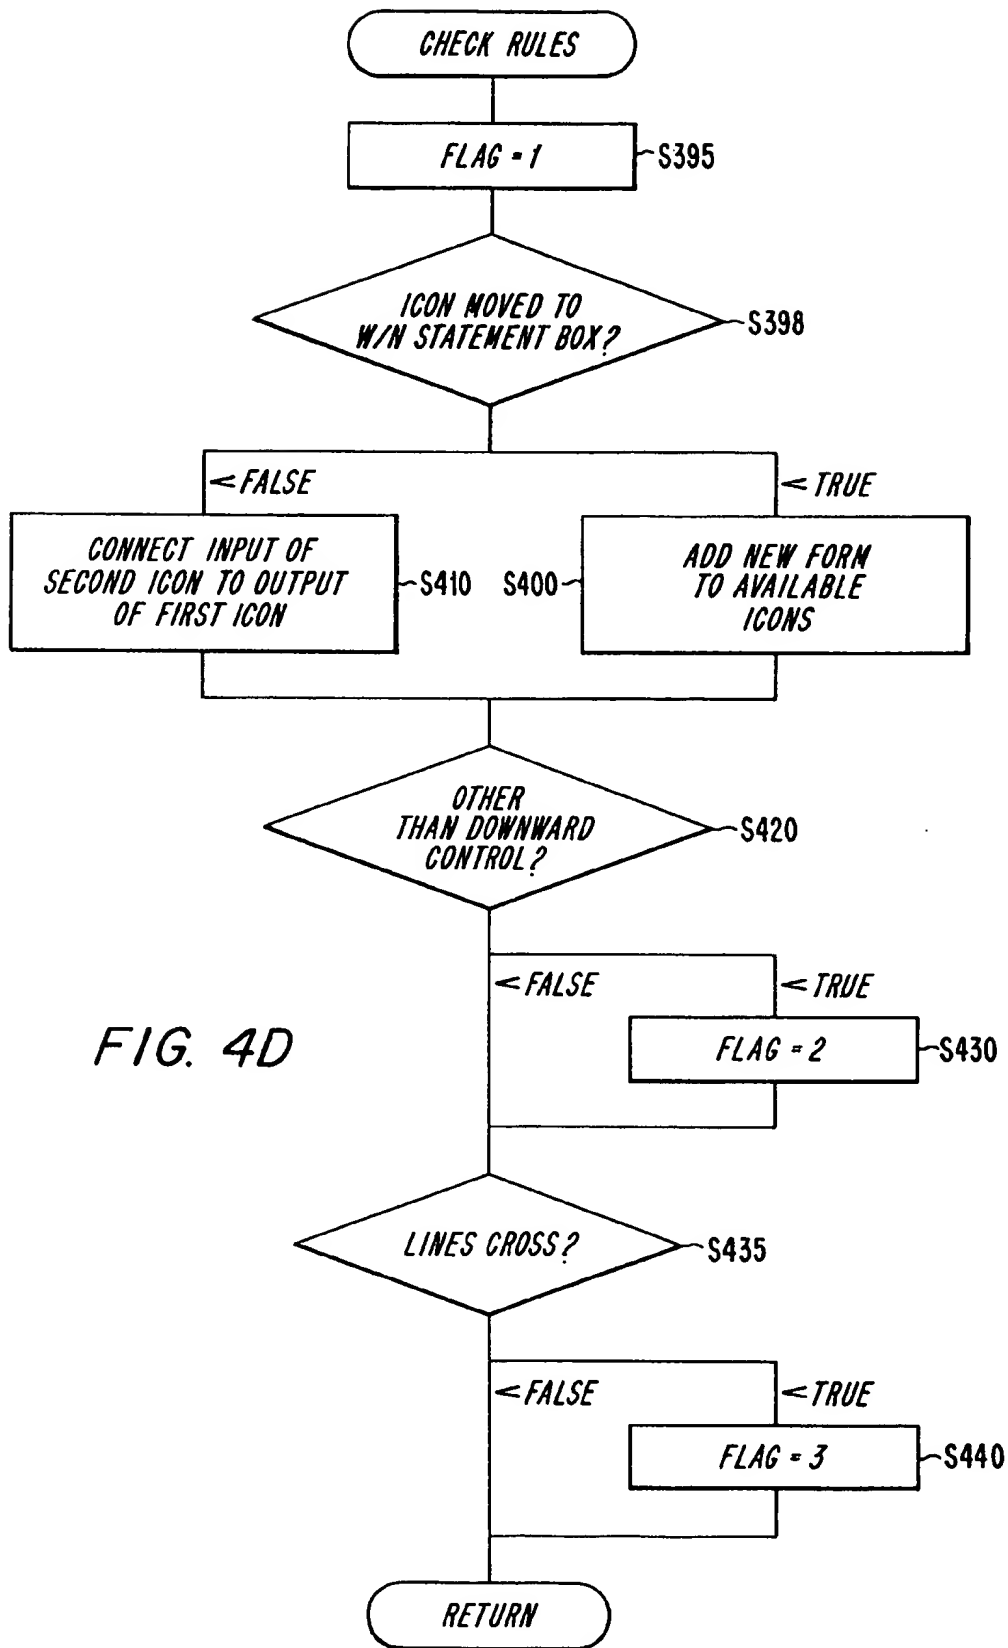 CHECK RULES
FLAG = 1
S395
ICON MOVED TO
W/N STATEMENT BOX?
S398
< FALSE
< TRUE
CONNECT INPUT OF
SECOND ICON TO OUTPUT
OF FIRST ICON
S410
S400
ADD NEW FORM
TO AVAILABLE
ICONS
OTHER
THAN DOWNWARD
CONTROL?
S420
< FALSE
< TRUE
FIG. 4D
FLAG = 2
S430
LINES CROSS?
S435
< FALSE
< TRUE
FLAG = 3
S440
RETURN